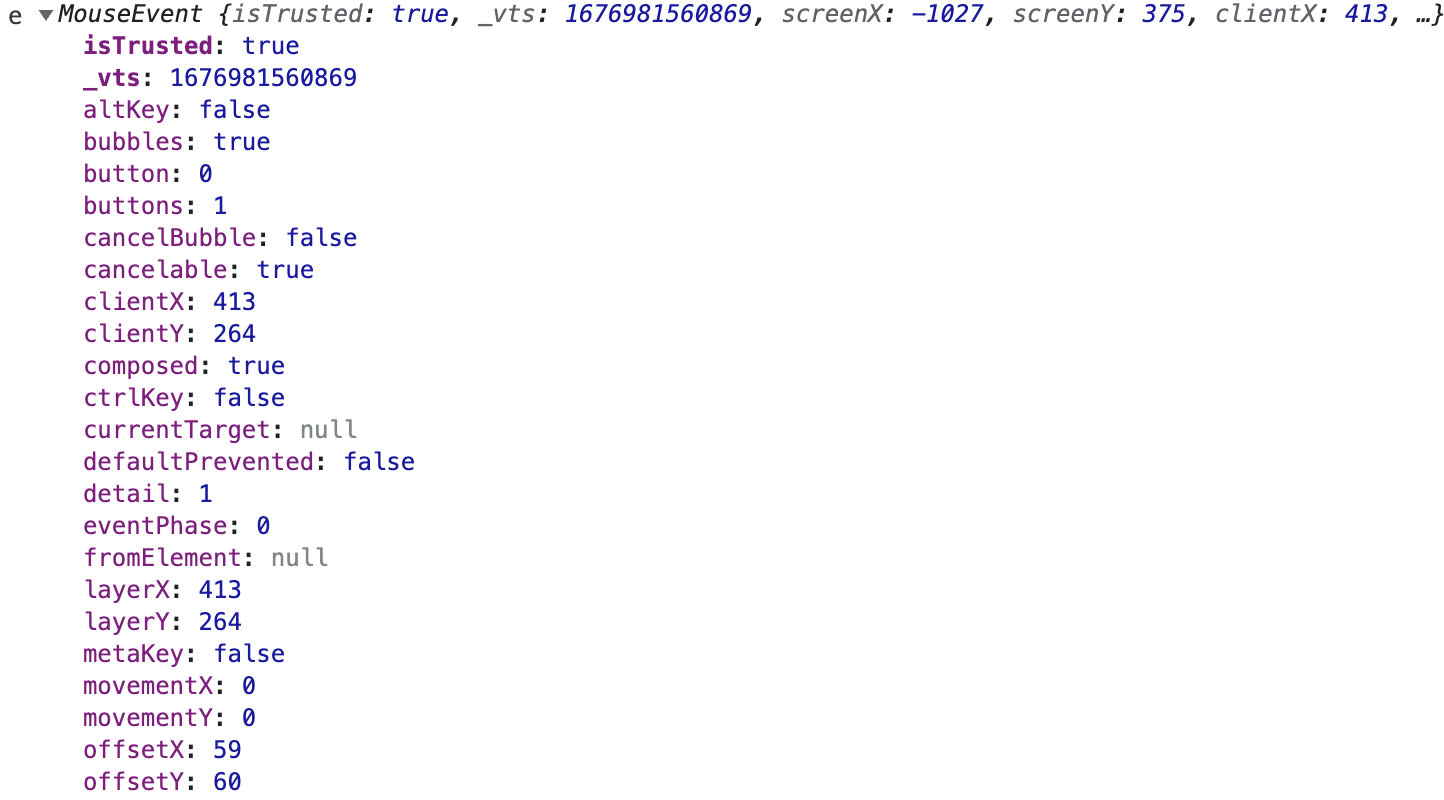 e ▼MouseEvent {isTrusted: true, _vts: 1676981560869, screenX: -1027, screenY: 375, clientX: 413, …}
isTrusted: true
_vts: 1676981560869
altKey: false
bubbles: true
button: 0
buttons: 1
cancelBubble: false
cancelable: true
clientX: 413
clientY: 264
composed: true
ctrlKey: false
currentTarget: null
defaultPrevented: false
detail: 1
eventPhase: 0
fromElement: null
layerX: 413
layerY: 264
metaKey: false
movementX: 0
movementY: 0
offsetX: 59
offsetY: 60